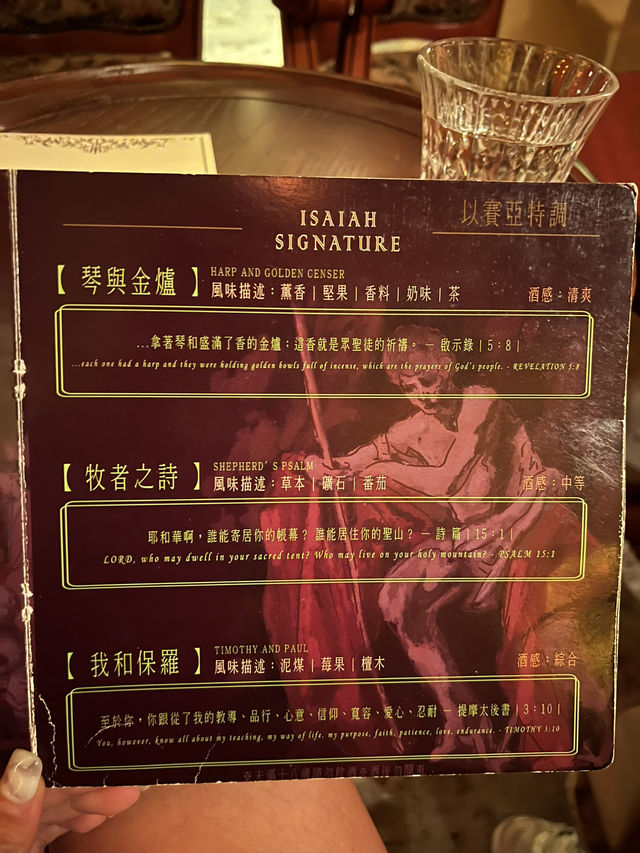 ISAIAH
SIGNATURE
以賽亞特調
【 琴與金爐 】
HARP AND GOLDEN CENSER
風味描述：薰香 | 堅果 | 香料 | 奶味 | 茶
酒感：清爽
...拿著琴和盛滿了香的金爐；這香就是眾聖徒的祈禱。 — 啟示錄 | 5：8 |
...each one had a harp and they were holding golden bowls full of incense, which are the prayers of God's people. - REVELATION 5:8
【 牧者之詩 】
SHEPHERD'S PSALM
風味描述：草本 | 礦石 | 番茄
酒感：中等
耶和華啊，誰能寄居你的帳幕？ 誰能居住你的聖山？ — 詩 篇 | 15：1 |
LORD, who may dwell in your sacred tent? Who may live on your holy mountain? - PSALM 15:1
【 我和保羅 】
TIMOTHY AND PAUL
風味描述：泥煤 | 莓果 | 檀木
酒感：綜合
至於你，你跟從了我的教導、品行、心意、信仰、寬容、愛心、忍耐 — 提摩太後書 | 3：10 |
You, however, know all about my teaching, my way of life, my purpose, faith, patience, love, endurance. - TIMOTHY 3:10
未滿十八歲請勿飲酒